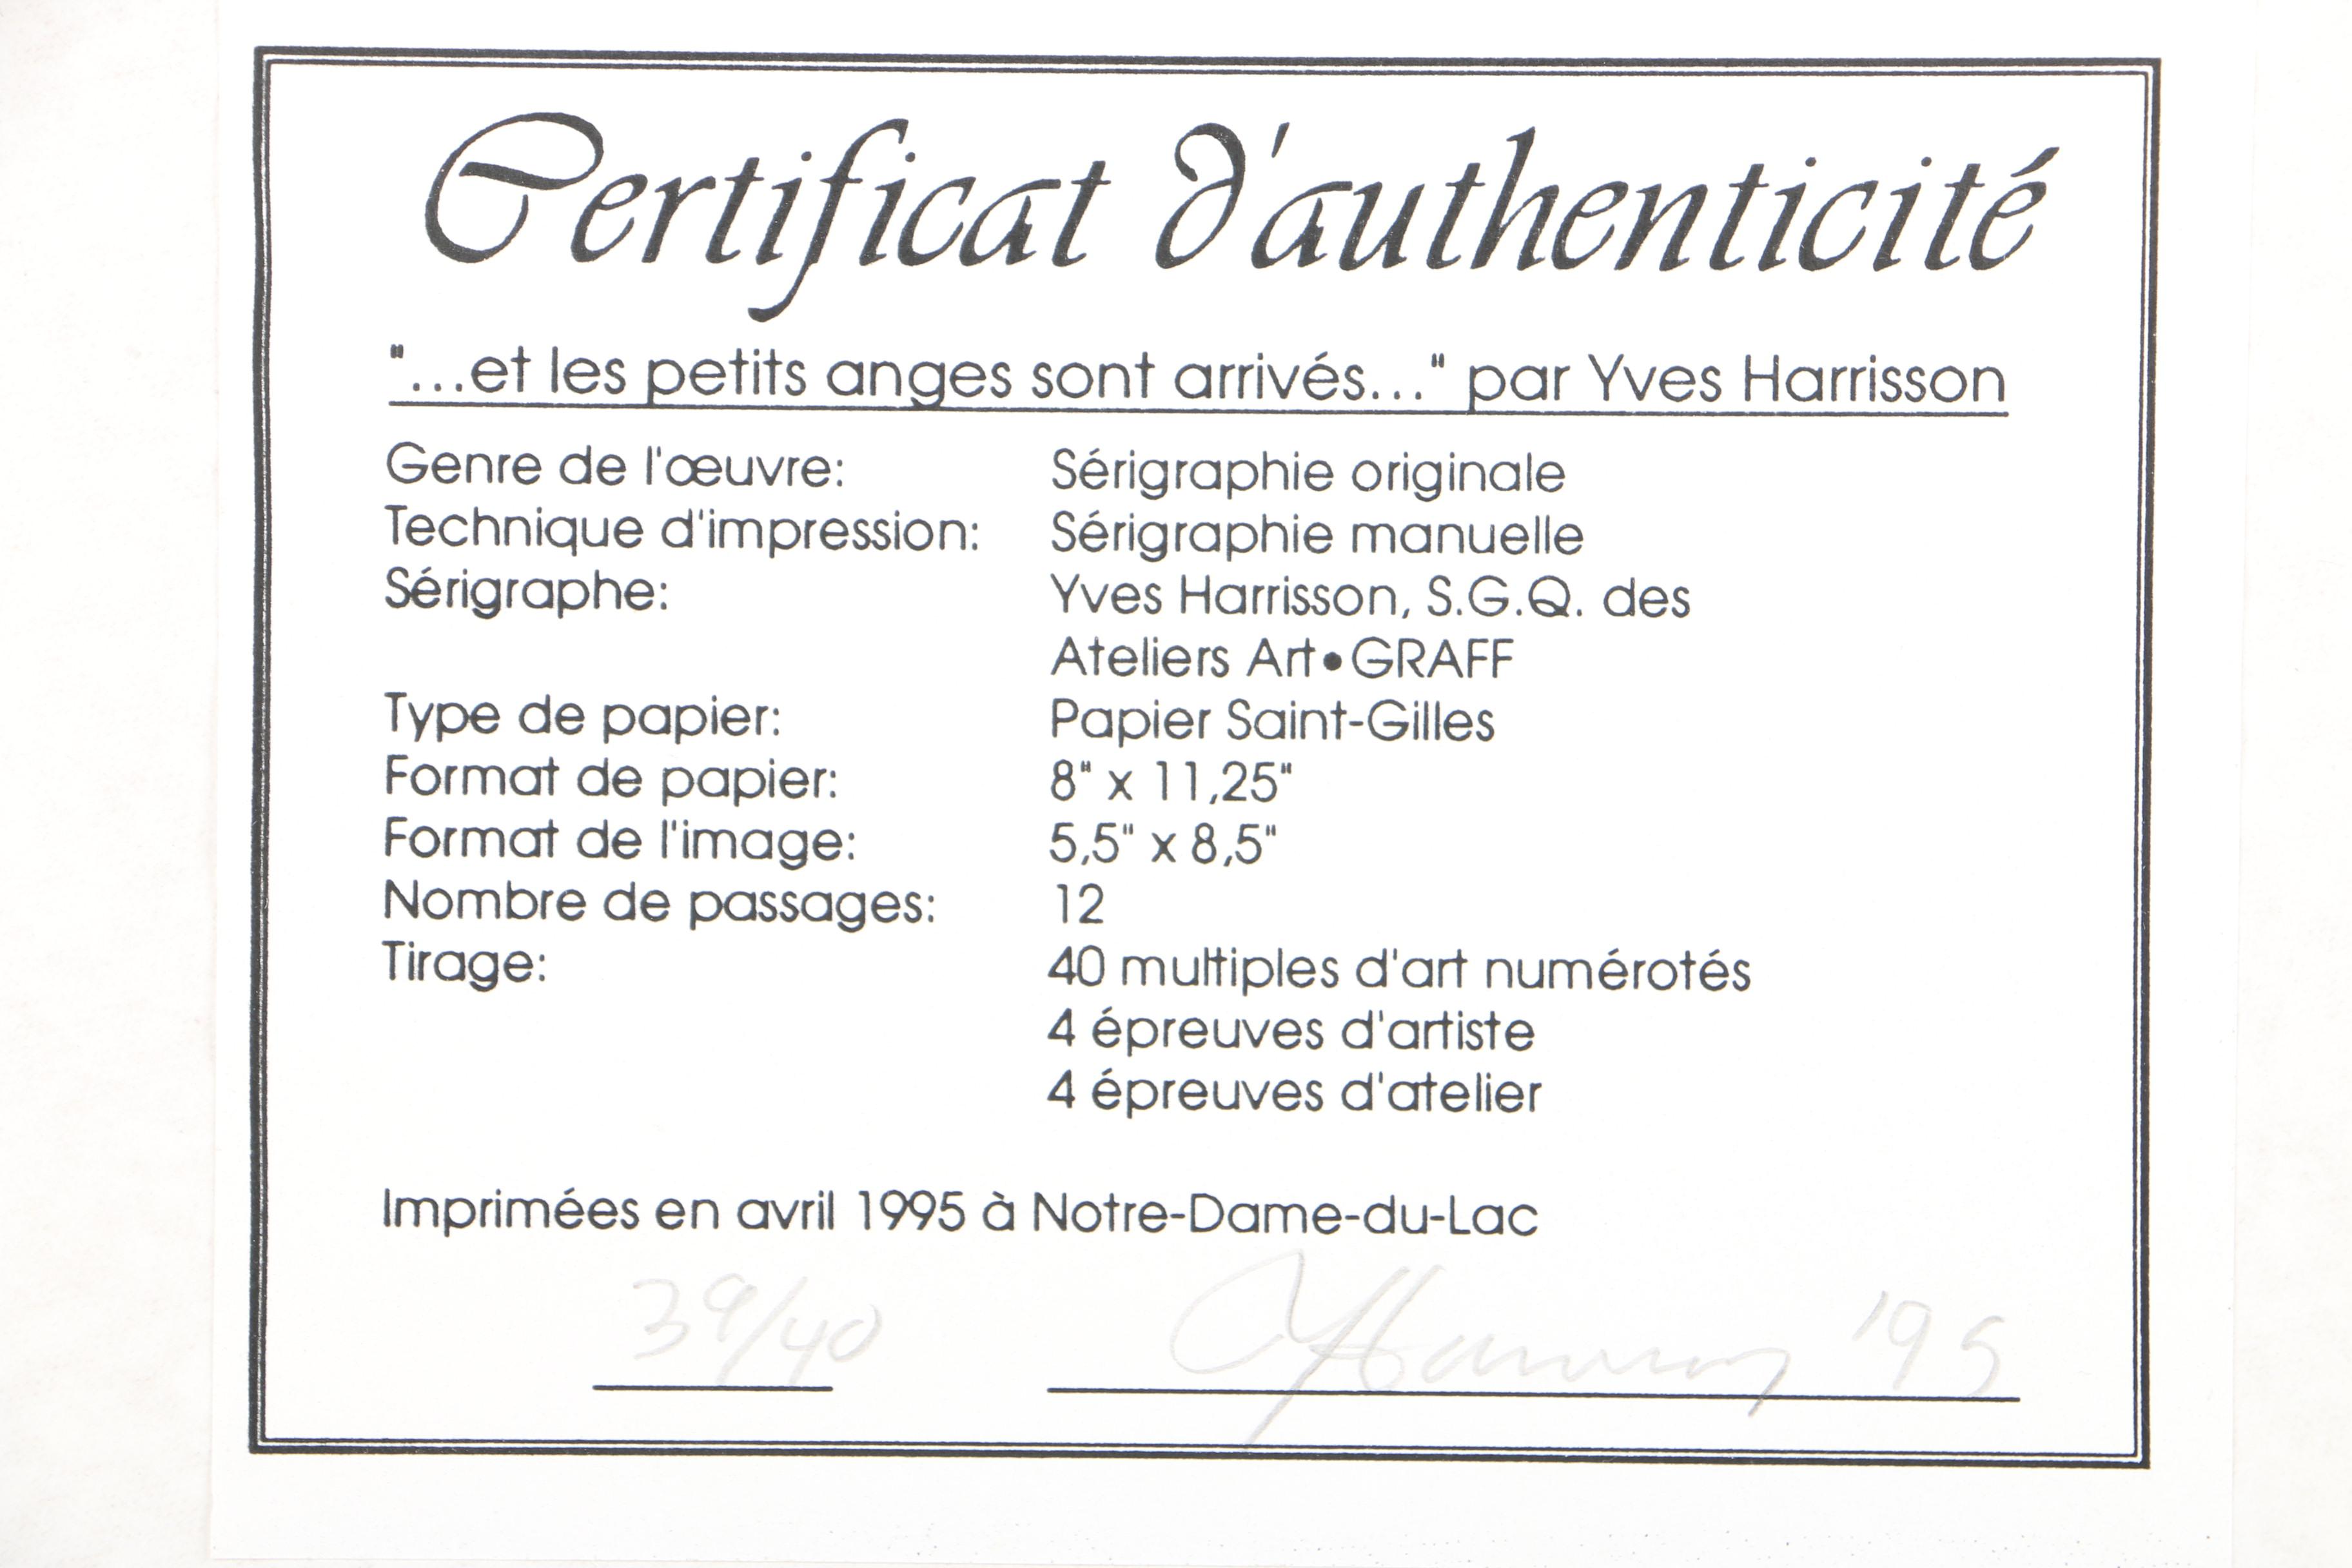 Certificat d'authenticité
"...et les petits anges sont arrivés..." par Yves Harrisson
Genre de l'œuvre: Sérigraphie originale
Technique d'impression: Sérigraphie manuelle
Sérigraphe: Yves Harrisson, S.G.Q. des
Ateliers Art•GRAFF
Type de papier: Papier Saint-Gilles
Format de papier: 8" x 11,25"
Format de l'image: 5,5" x 8,5"
Nombre de passages: 12
Tirage: 40 multiples d'art numérotés
4 épreuves d'artiste
4 épreuves d'atelier
Imprimées en avril 1995 à Notre-Dame-du-Lac
39/40 '95